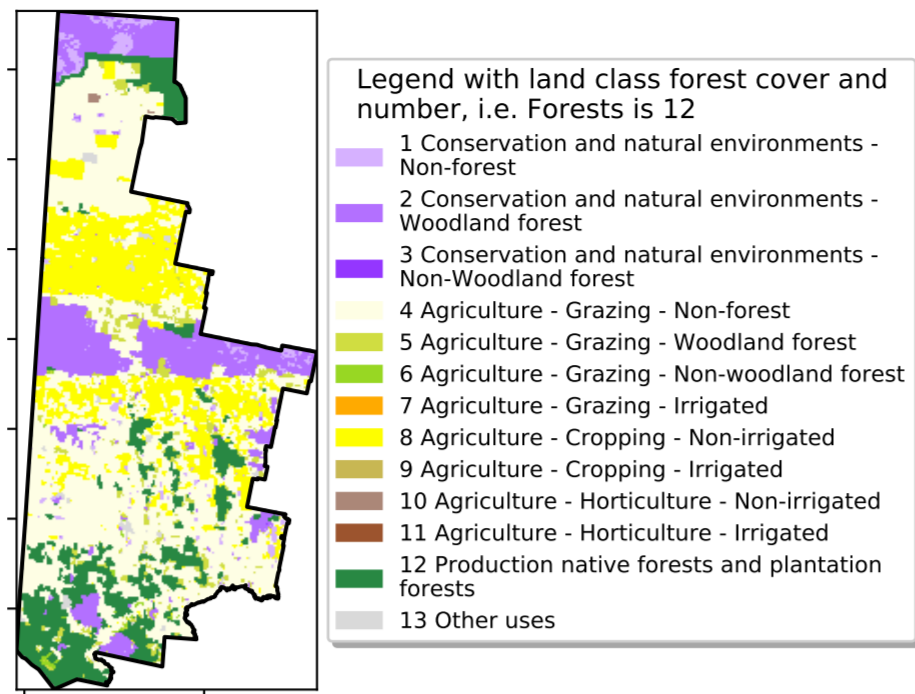 Legend with land class forest cover and
number, i.e. Forests is 12
1 Conservation and natural environments -
Non-forest
2 Conservation and natural environments -
Woodland forest
3 Conservation and natural environments -
Non-Woodland forest
4 Agriculture - Grazing - Non-forest
5 Agriculture - Grazing - Woodland forest
6 Agriculture - Grazing - Non-woodland forest
7 Agriculture - Grazing - Irrigated
8 Agriculture - Cropping - Non-irrigated
9 Agriculture - Cropping - Irrigated
10 Agriculture - Horticulture - Non-irrigated
11 Agriculture - Horticulture - Irrigated
12 Production native forests and plantation
forests
13 Other uses